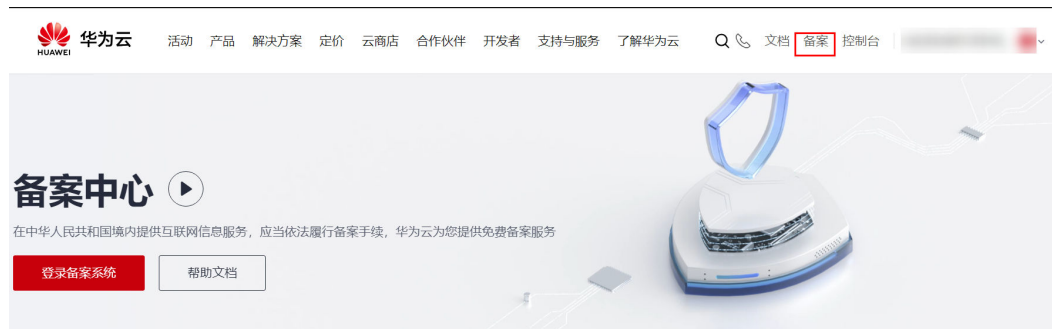 HUAWEI 华为云 活动 产品 解决方案 定价 云商店 合作伙伴 开发者 支持与服务 了解华为云 文档 备案 控制台
备案中心
在中华人民共和国境内提供互联网信息服务，应当依法履行备案手续，华为云为您提供免费备案服务
登录备案系统 帮助文档